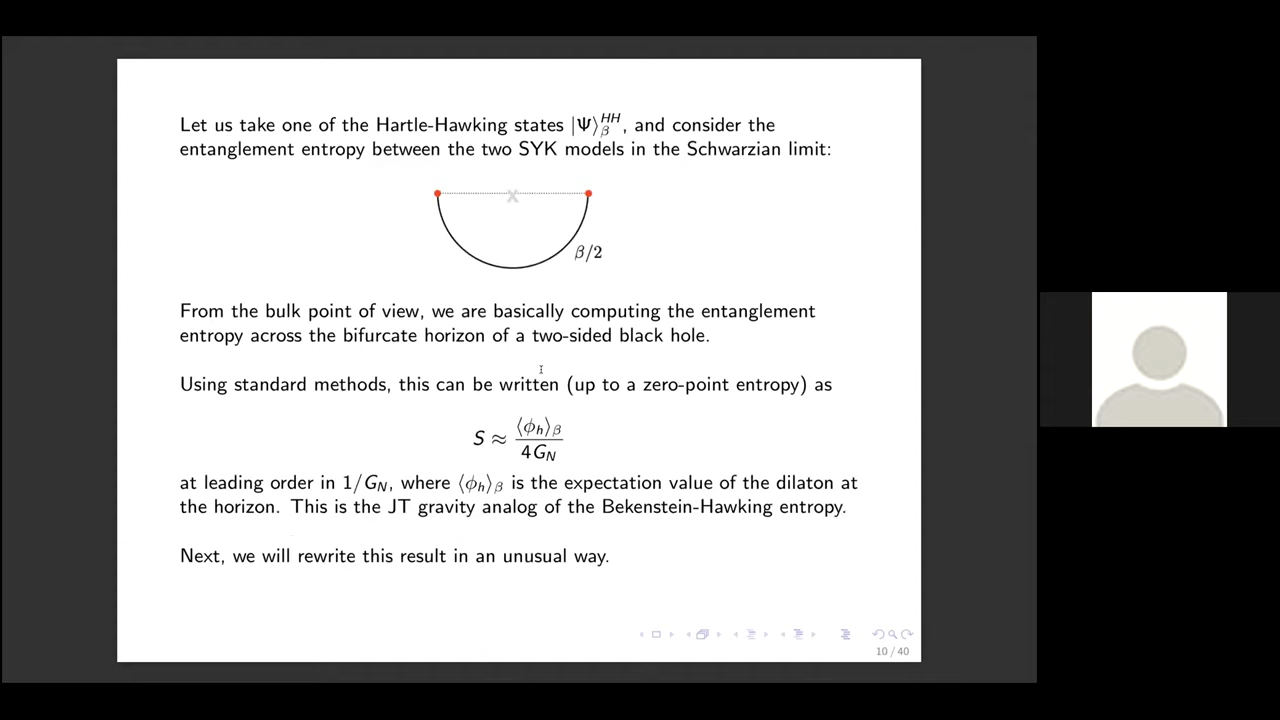 Let us take one of the Hartle-Hawking states |Ψ⟩_β^{HH}, and consider the
entanglement entropy between the two SYK models in the Schwarzian limit:
X
β/2
From the bulk point of view, we are basically computing the entanglement
entropy across the bifurcate horizon of a two-sided black hole.
Using standard methods, this can be written (up to a zero-point entropy) as
S ≈ ⟨ϕ_h⟩_β / 4G_N
at leading order in 1/G_N, where ⟨ϕ_h⟩_β is the expectation value of the dilaton at
the horizon. This is the JT gravity analog of the Bekenstein-Hawking entropy.
Next, we will rewrite this result in an unusual way.
10 / 40